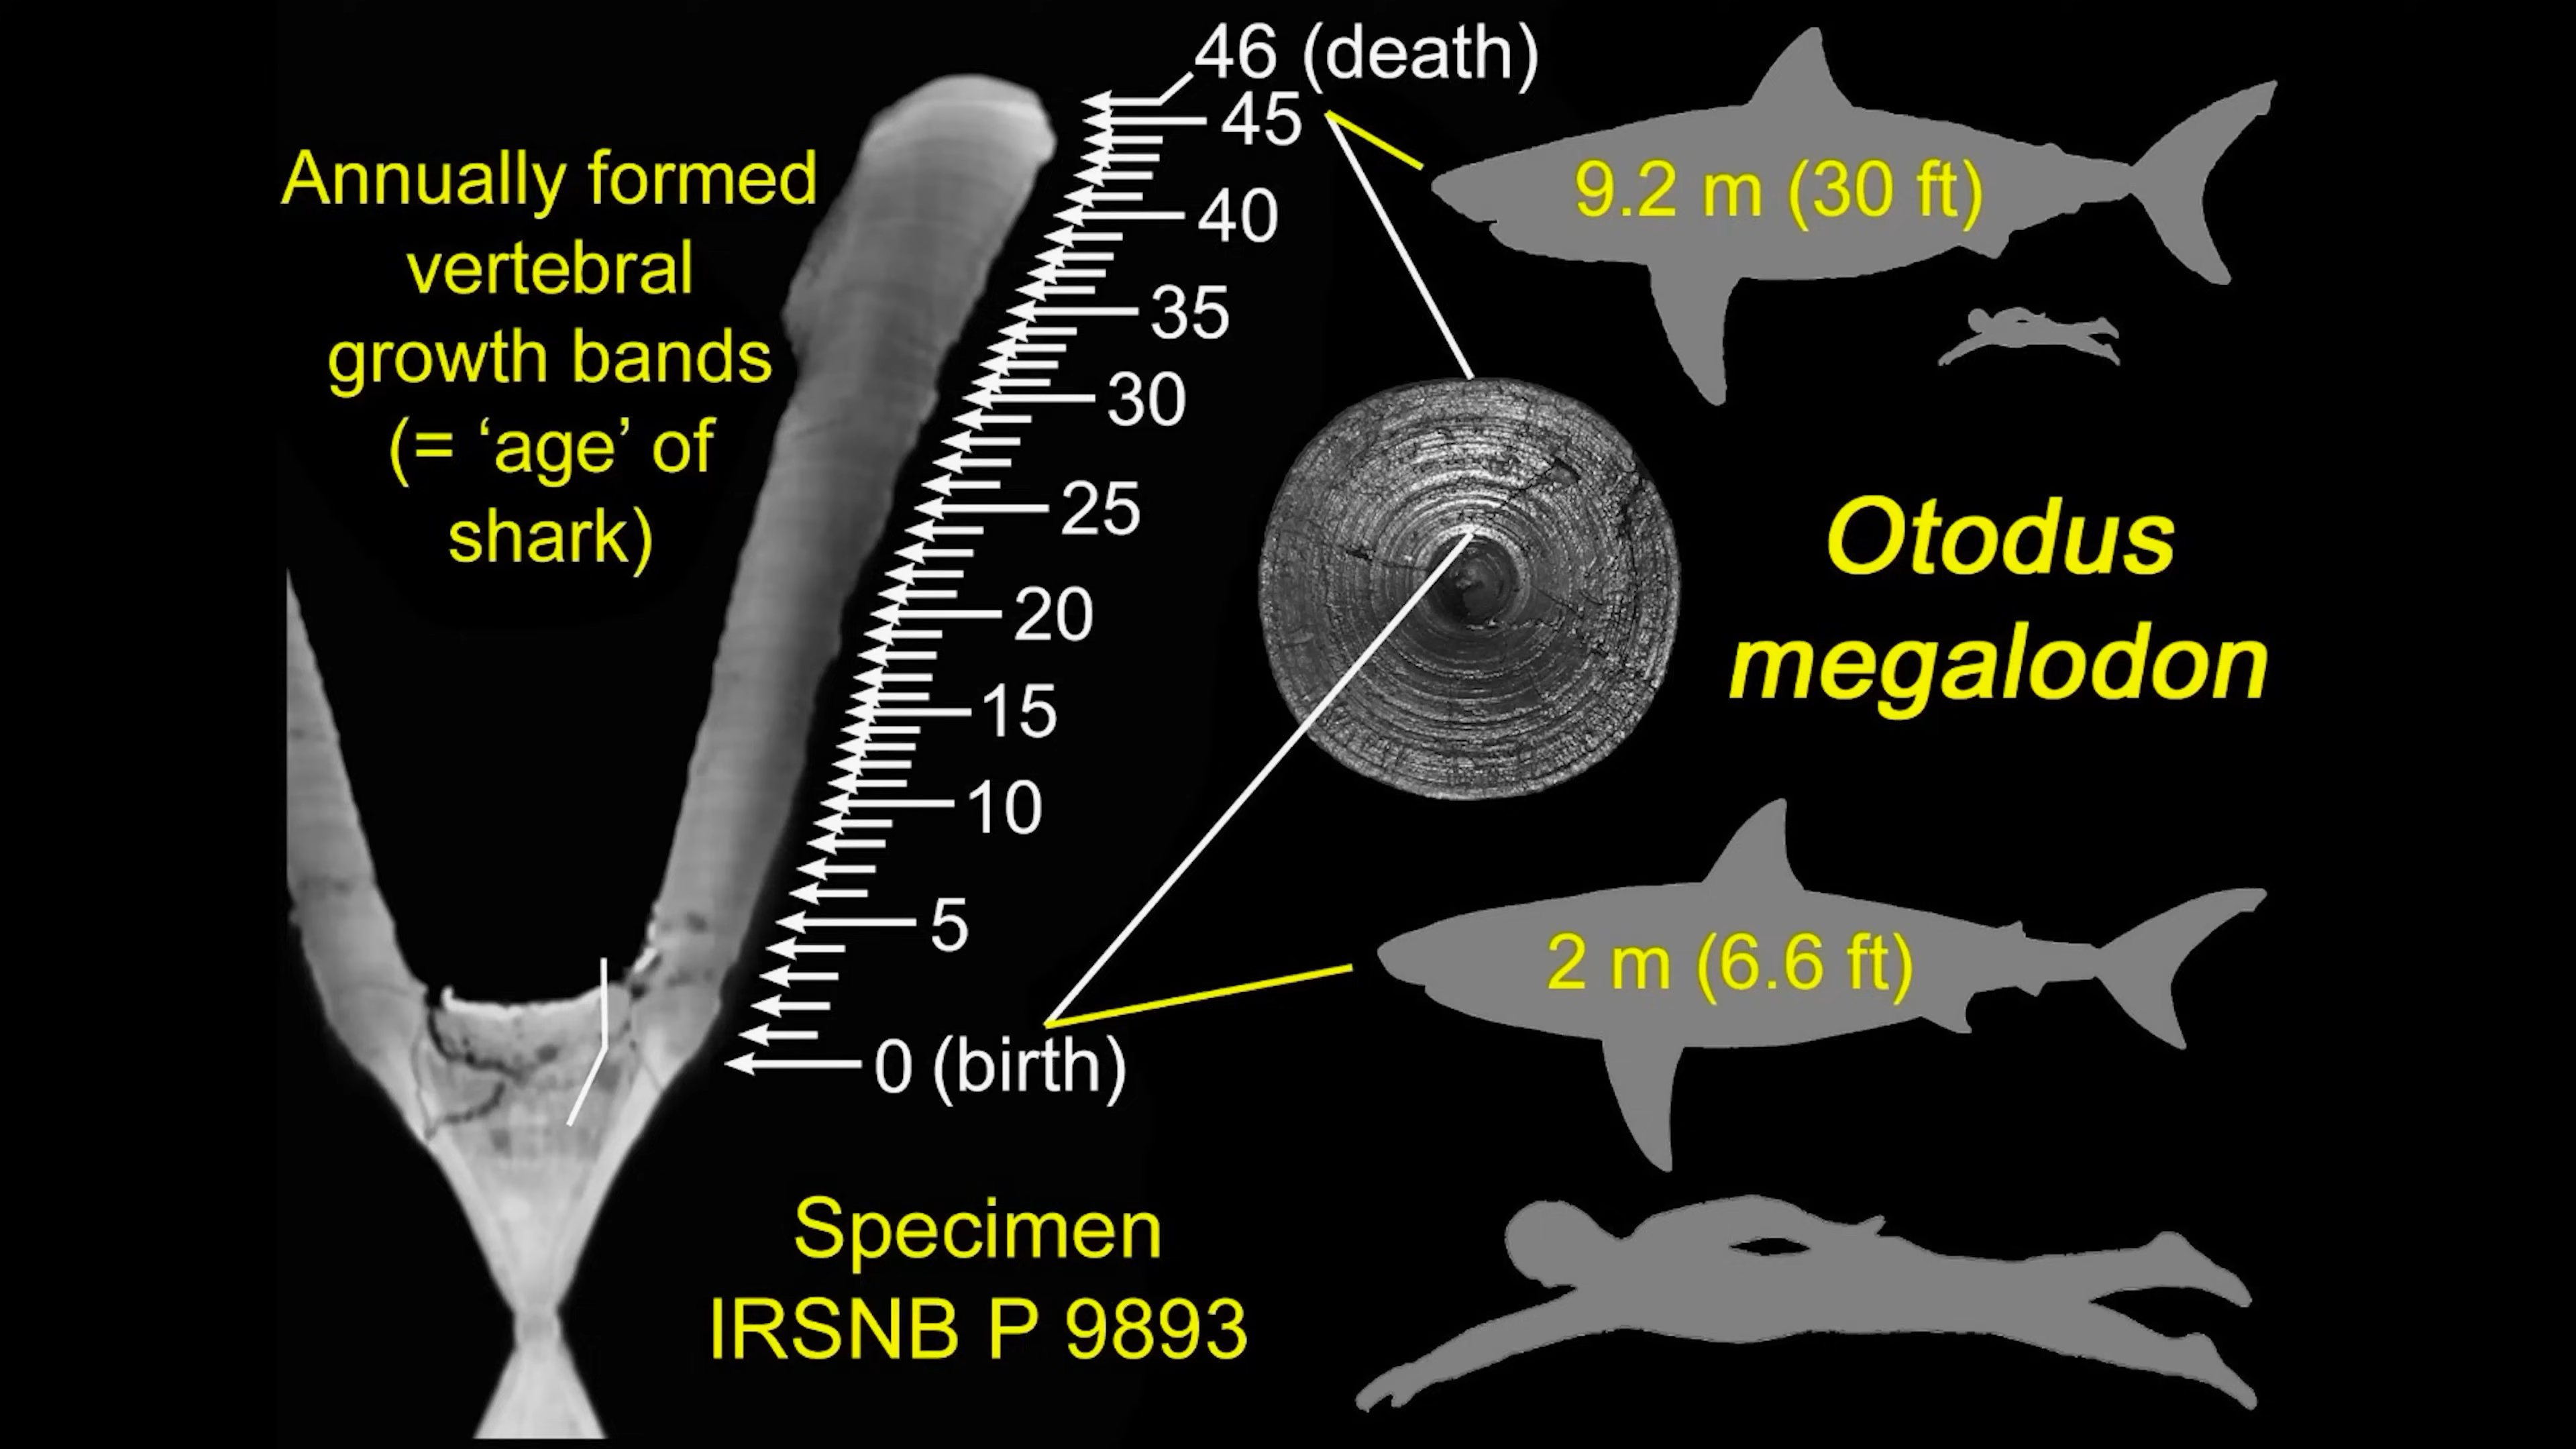 Annually formed
vertebral
growth bands
(= ‘age’ of
shark)
46 (death)
45
40
35
30
25
20
15
10
5
0 (birth)
9.2 m (30 ft)
Otodus
megalodon
2 m (6.6 ft)
Specimen
IRSNB P 9893